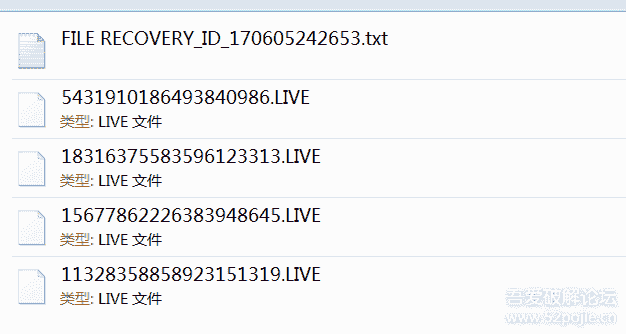 FILE RECOVERY_ID_170605242653.txt
5431910186493840986.LIVE
类型: LIVE 文件
18316375583596123313.LIVE
类型: LIVE 文件
15677862226383948645.LIVE
类型: LIVE 文件
11328358858923151319.LIVE
类型: LIVE 文件
吾爱破解论坛
www.52pojie.cn